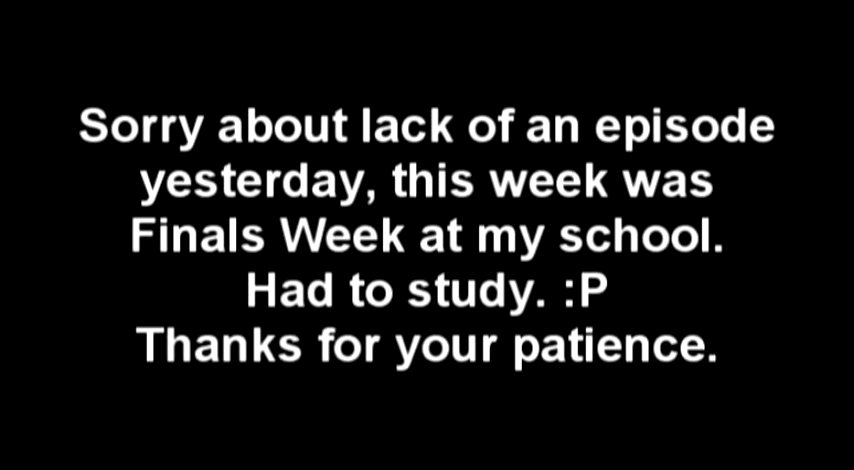 Sorry about lack of an episode
yesterday, this week was
Finals Week at my school.
Had to study. :P
Thanks for your patience.